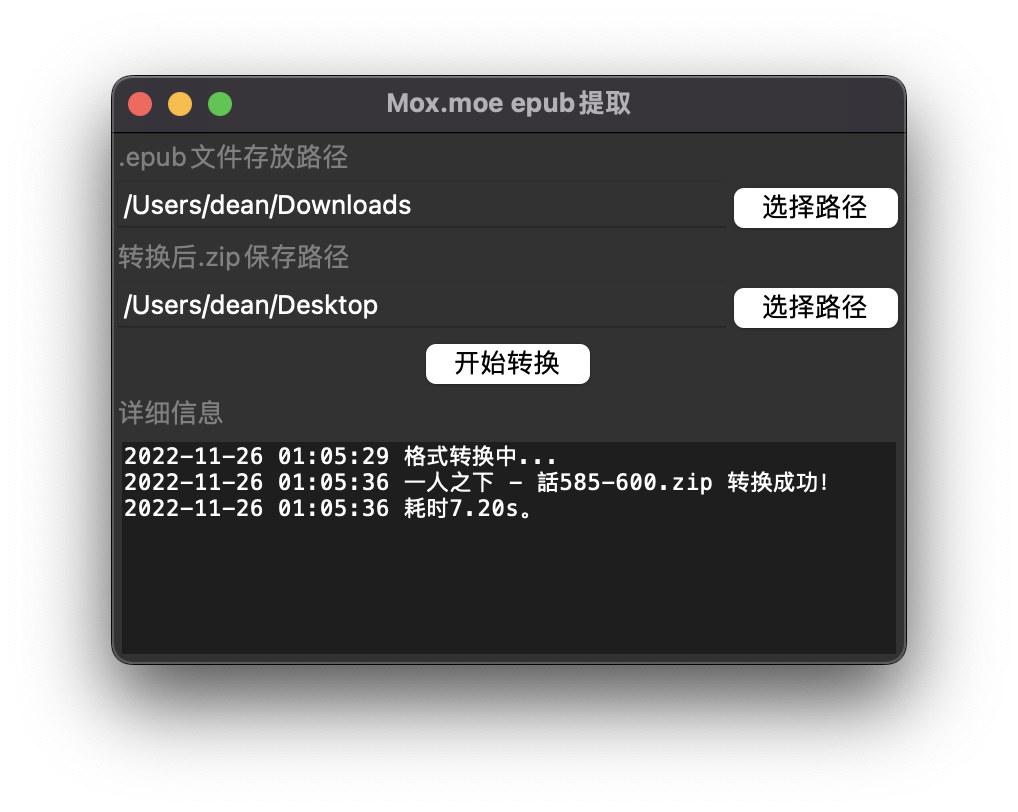 Mox.moe epub提取
.epub文件存放路径
/Users/dean/Downloads
选择路径
转换后.zip保存路径
/Users/dean/Desktop
选择路径
开始转换
详细信息
2022-11-26 01:05:29 格式转换中...
2022-11-26 01:05:36 一人之下 - 話585-600.zip 转换成功!
2022-11-26 01:05:36 耗时7.20s。